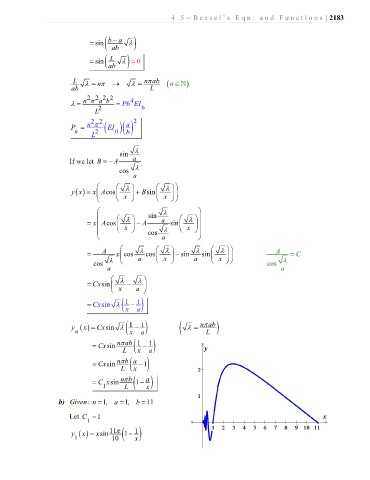 4.5 – Bessel's Eqn. and Functions | 2183
= sin( (b − a)/(ab) √λ )
= sin( L/(ab) √λ ) = 0
L/(ab) √λ = nπ → √λ = nπab/L (n ∈ ℕ)
λ = n²π²a²b²/L² = Pb⁴EI₀
Pₙ = n²π²/L² (EI₀)(a/b)²
If we let B = −A (sin √λ/a)/(cos √λ/a)
y(x) = x( A cos(√λ/x) + B sin(√λ/x) )
= x( A cos(√λ/x) − A (sin √λ/a)/(cos √λ/a) sin(√λ/x) )
= A/(cos √λ/a) x( cos √λ/a cos(√λ/x) − sin √λ/a sin(√λ/x) ) A/(cos √λ/a) = C
= Cx sin( √λ/x − √λ/a )
= Cx sin √λ( 1/x − 1/a )
yₙ(x) = Cx sin √λ( 1/x − 1/a ) ( √λ = nπab/L )
= Cx sin nπab/L ( 1/x − 1/a )
= Cx sin nπb/L ( a/x − 1 )
= C₁x sin nπb/L ( 1 − a/x )
b) Given: n = 1, a = 1, b = 11
Let C₁ = 1
y₁(x) = x sin 11π/10 ( 1 − 1/x )
y
2
1
x
1 2 3 4 5 6 7 8 9 10 11